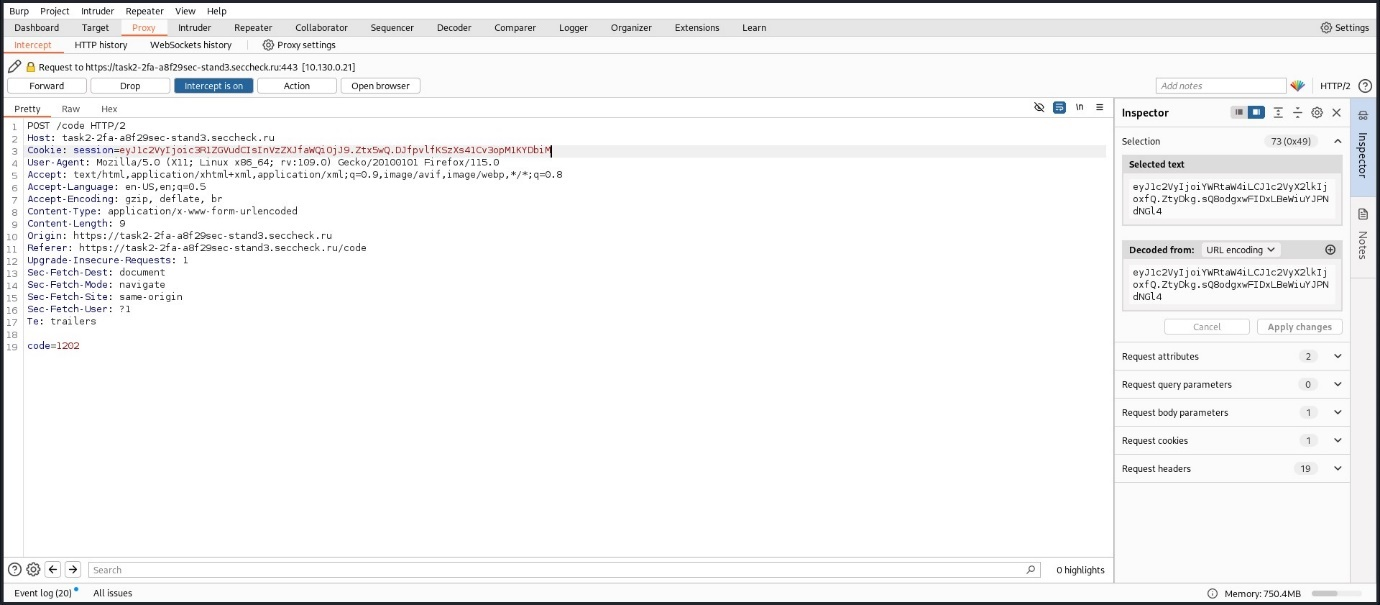 Burp Project Intruder Repeater View Help
Dashboard Target Proxy Intruder Repeater Collaborator Sequencer Decoder Comparer Logger Organizer Extensions Learn Settings
Intercept HTTP history WebSockets history Proxy settings
Request to https://task2-2fa-a8f29sec-stand3.seccheck.ru:443 [10.130.0.21]
Forward Drop Intercept is on Action Open browser Add notes HTTP/2
Pretty Raw Hex \n
1 POST /code HTTP/2
2 Host: task2-2fa-a8f29sec-stand3.seccheck.ru
3 Cookie: session=eyJ1c2VyIjoic3R1ZGVudCIsInVzZXJfaWQiOjJ9.Ztx5wQ.DJfpvlfKSzXs41Cv3opM1KYDbiM
4 User-Agent: Mozilla/5.0 (X11; Linux x86_64; rv:109.0) Gecko/20100101 Firefox/115.0
5 Accept: text/html,application/xhtml+xml,application/xml;q=0.9,image/avif,image/webp,*/*;q=0.8
6 Accept-Language: en-US,en;q=0.5
7 Accept-Encoding: gzip, deflate, br
8 Content-Type: application/x-www-form-urlencoded
9 Content-Length: 9
10 Origin: https://task2-2fa-a8f29sec-stand3.seccheck.ru
11 Referer: https://task2-2fa-a8f29sec-stand3.seccheck.ru/code
12 Upgrade-Insecure-Requests: 1
13 Sec-Fetch-Dest: document
14 Sec-Fetch-Mode: navigate
15 Sec-Fetch-Site: same-origin
16 Sec-Fetch-User: ?1
17 Te: trailers
18
19 code=1202
Inspector
Selection 73 (0x49)
Selected text
eyJ1c2VyIjoiYWRtaW4iLCJ1c2VyX2lkIj
oxfQ.ZtyDkg.sQ8odgxwFIDxLBeWiuYJPN
dNGl4
Decoded from: URL encoding
eyJ1c2VyIjoiYWRtaW4iLCJ1c2VyX2lkIj
oxfQ.ZtyDkg.sQ8odgxwFIDxLBeWiuYJPN
dNGl4
Cancel Apply changes
Request attributes 2
Request query parameters 0
Request body parameters 1
Request cookies 1
Request headers 19
Inspector
Notes
Search 0 highlights
Event log (20) All issues Memory: 750.4MB